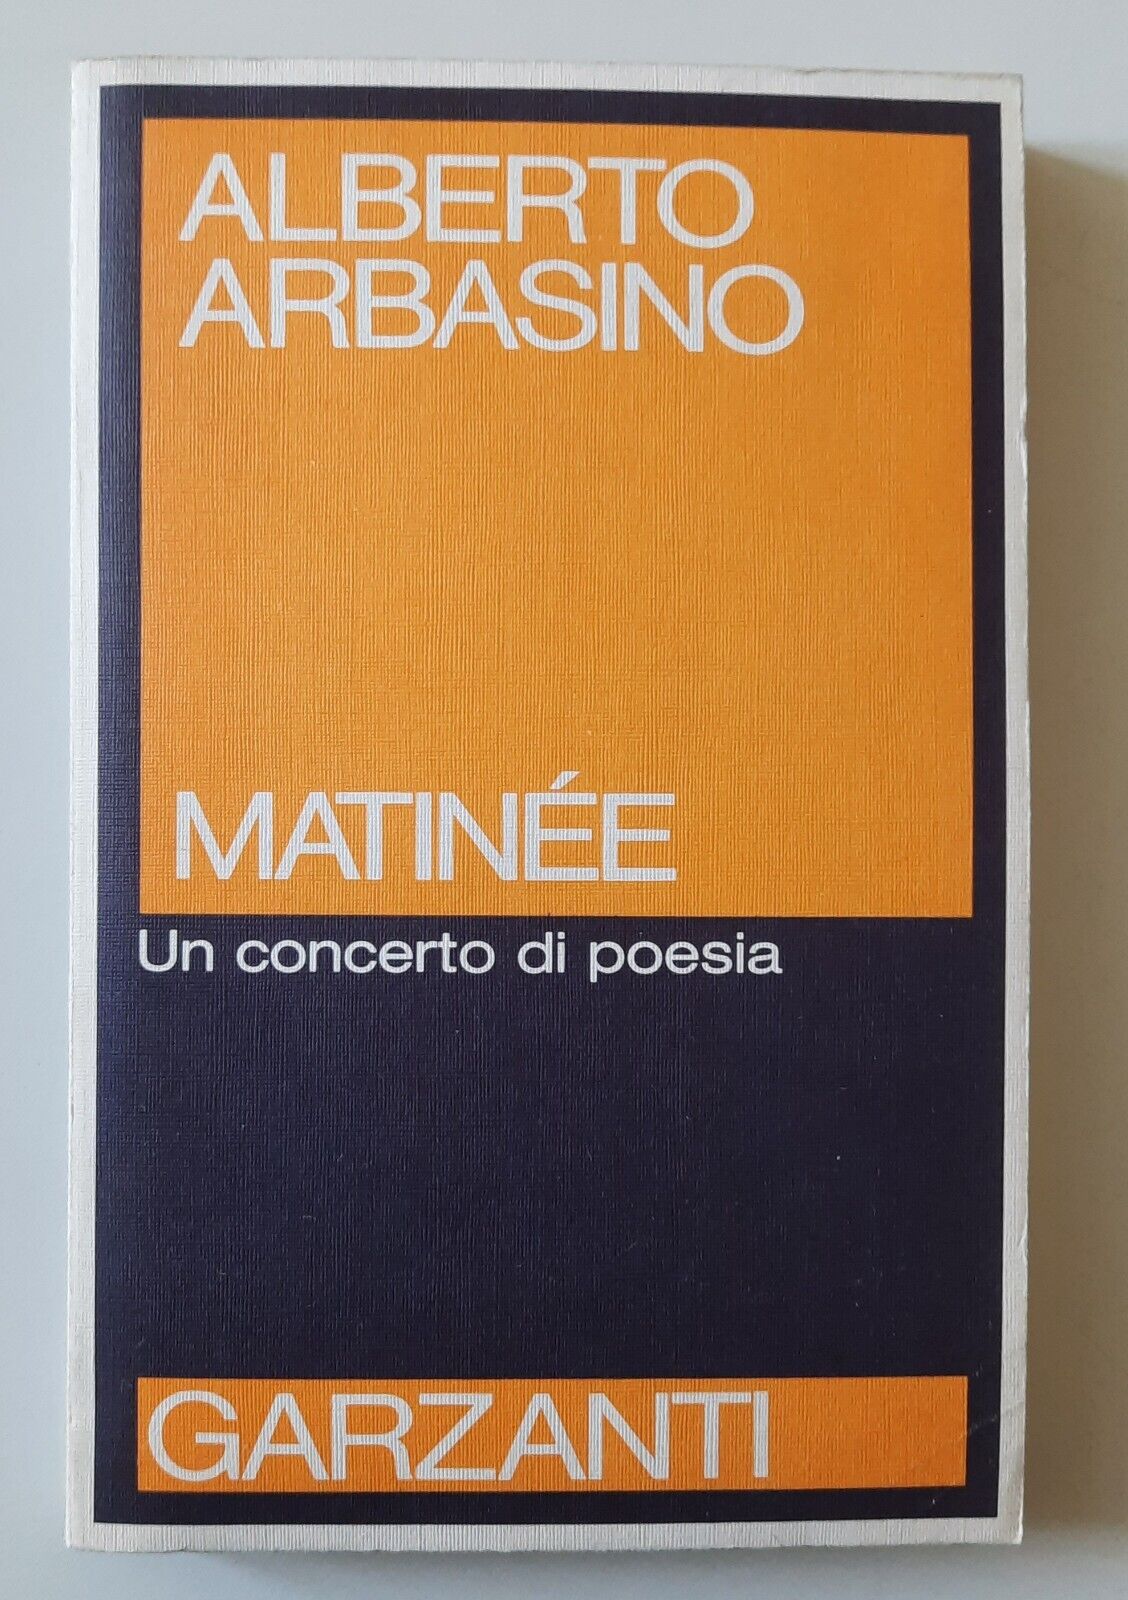 ALBERTO
ARBASINO
MATINÉE
Un concerto di poesia
GARZANTI